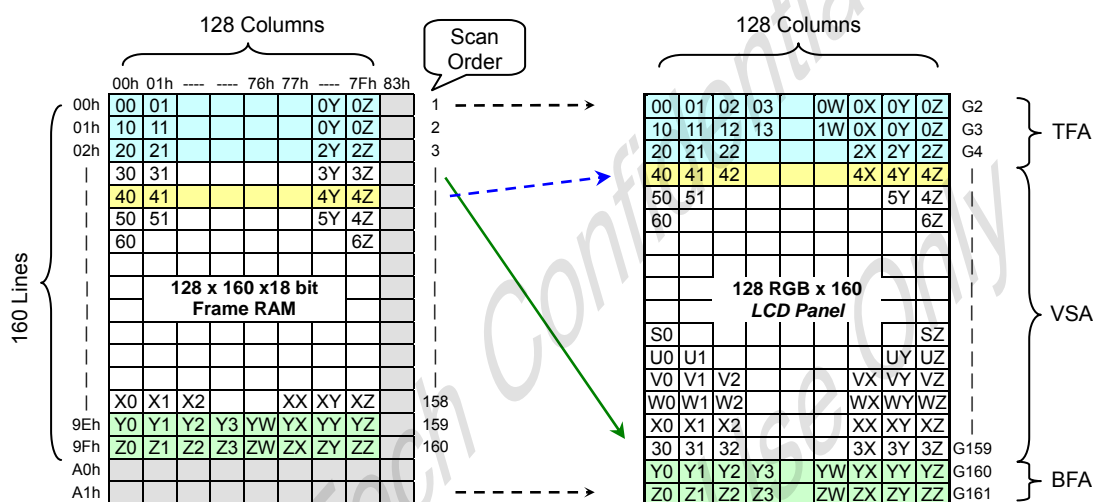 128 Columns
128 Columns
Scan
Order
00h 01h ---- ---- 76h 77h ---- 7Fh 83h
00h 00 01 0Y 0Z 1 00 01 02 03 0W 0X 0Y 0Z G2
01h 10 11 0Y 0Z 2 10 11 12 13 1W 0X 0Y 0Z G3
TFA
02h 20 21 2Y 2Z 3 20 21 22 2X 2Y 2Z G4
30 31 3Y 3Z 40 41 42 4X 4Y 4Z
40 41 4Y 4Z 50 51 5Y 4Z
50 51 5Y 4Z 60 6Z
60 6Z
160 Lines
128 x 160 x18 bit
Frame RAM
128 RGB x 160
LCD Panel
VSA
S0 SZ
U0 U1 UY UZ
V0 V1 V2 VX VY VZ
X0 X1 X2 XX XY XZ 158 W0 W1 W2 WX WY WZ
9Eh Y0 Y1 Y2 Y3 YW YX YY YZ 159 X0 X1 X2 XX XY XZ
9Fh Z0 Z1 Z2 Z3 ZW ZX ZY ZZ 160 30 31 32 3X 3Y 3Z G159
A0h Y0 Y1 Y2 Y3 YW YX YY YZ G160
BFA
A1h Z0 Z1 Z2 Z3 ZW ZX ZY ZZ G161
Confidential
Use Only